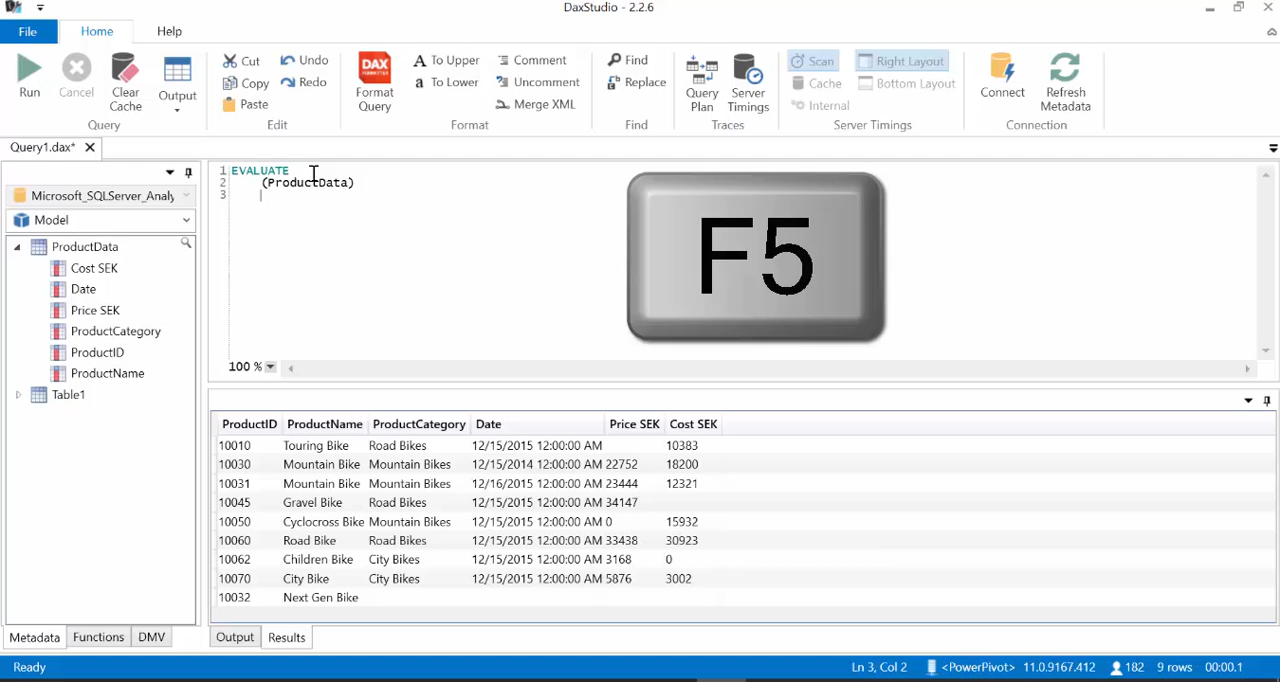 DaxStudio - 2.2.6
File Home Help
Run Cancel Clear Cache Output
Cut Copy Paste Undo Redo
Format Query To Upper To Lower Comment Uncomment Merge XML
Find Replace
Query Plan Server Timings
Scan Cache Internal Right Layout Bottom Layout
Connect Refresh Metadata
Query Edit Format Find Traces Server Timings Connection
Query1.dax*
Microsoft_SQLServer_Analy
Model
ProductData
Cost SEK
Date
Price SEK
ProductCategory
ProductID
ProductName
Table1
Metadata Functions DMV
1 EVALUATE
2 (ProductData)
3
F5
100 %
ProductID ProductName ProductCategory Date Price SEK Cost SEK
10010 Touring Bike Road Bikes 12/15/2015 12:00:00 AM 10383
10030 Mountain Bike Mountain Bikes 12/15/2014 12:00:00 AM 22752 18200
10031 Mountain Bike Mountain Bikes 12/16/2015 12:00:00 AM 23444 12321
10045 Gravel Bike Road Bikes 12/15/2015 12:00:00 AM 34147
10050 Cyclocross Bike Mountain Bikes 12/15/2015 12:00:00 AM 0 15932
10060 Road Bike Road Bikes 12/15/2015 12:00:00 AM 33438 30923
10062 Children Bike City Bikes 12/15/2015 12:00:00 AM 3168 0
10070 City Bike City Bikes 12/15/2015 12:00:00 AM 5876 3002
10032 Next Gen Bike
Output Results
Ready Ln 3, Col 2 <PowerPivot> 11.0.9167.412 182 9 rows 00:00.1